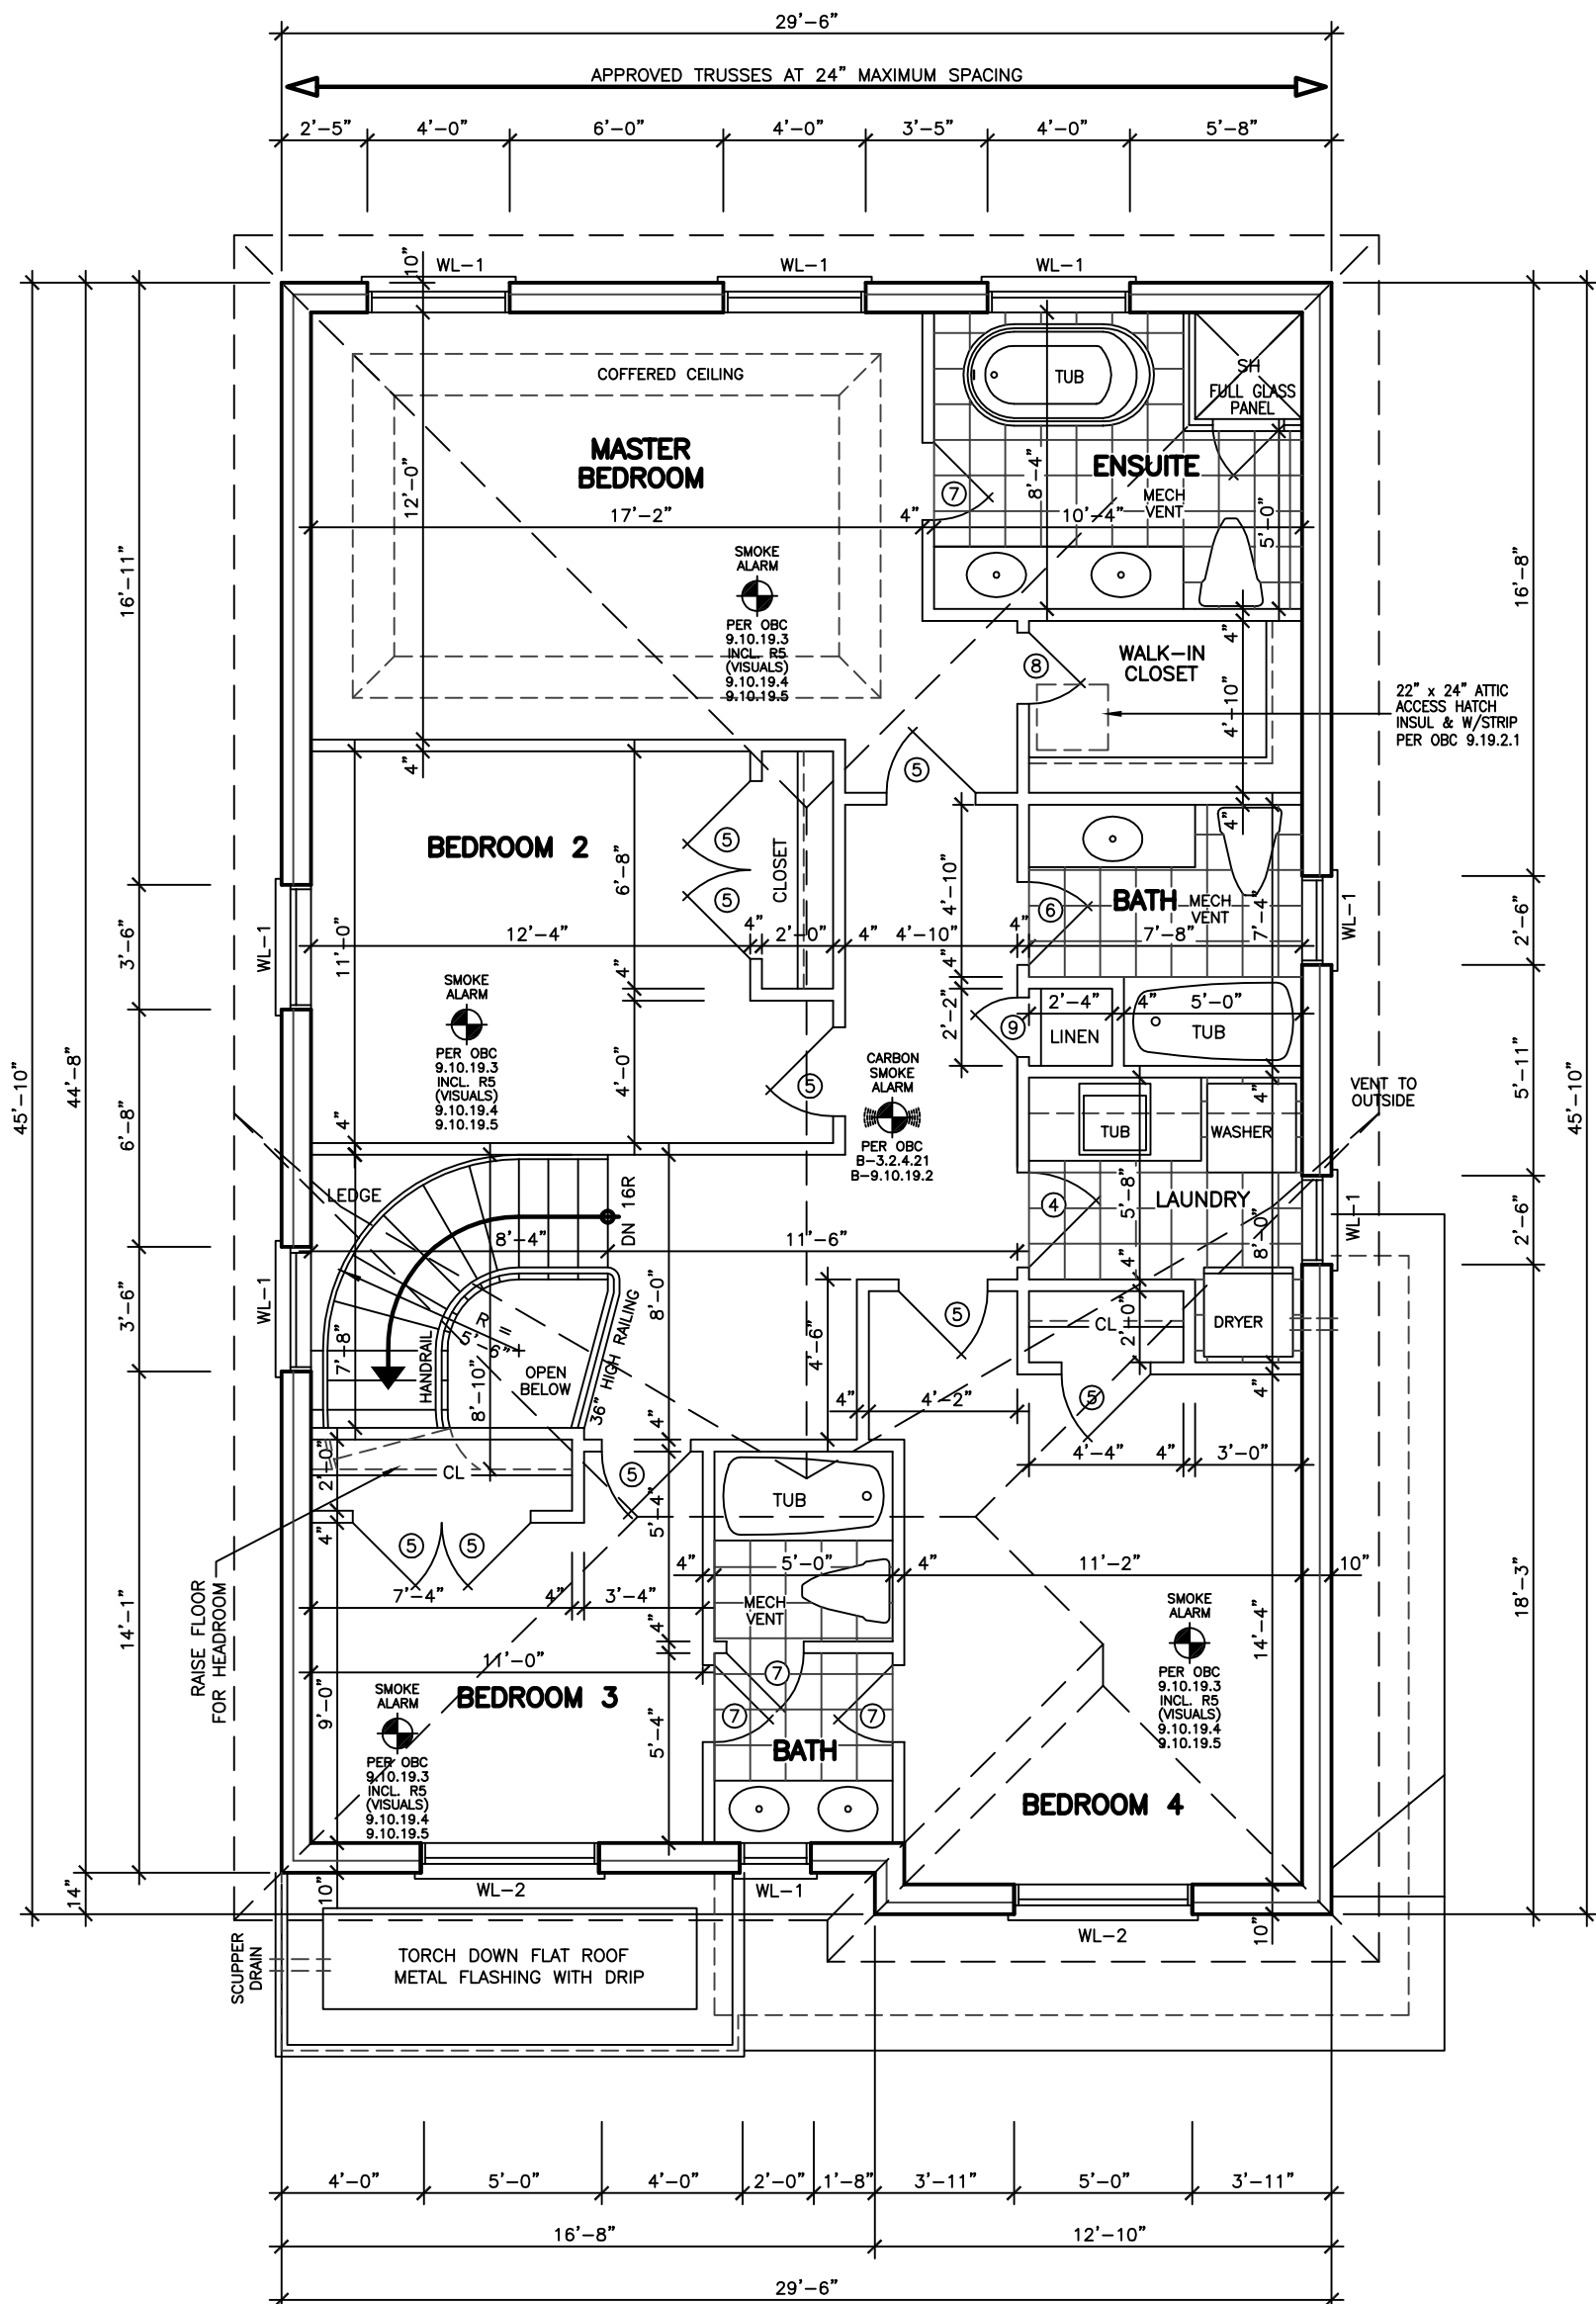 29'-6"
APPROVED TRUSSES AT 24" MAXIMUM SPACING
2'-5" 4'-0" 6'-0" 4'-0" 3'-5" 4'-0" 5'-8"
WL-1 WL-1 WL-1
10"
COFFERED CEILING
MASTER
BEDROOM
12'-0"
17'-2"
4"
TUB
SH
FULL GLASS
PANEL
ENSUITE
MECH
VENT
8'-4"
7
10'-4"
5'-0"
16'-11"
16'-8"
SMOKE
ALARM
PER OBC
9.10.19.3
INCL. R5
(VISUALS)
9.10.19.4
9.10.19.5
4"
WALK-IN
CLOSET
8
4'-10"
22" x 24" ATTIC
ACCESS HATCH
INSUL & W/STRIP
PER OBC 9.19.2.1
4"
5
4"
BEDROOM 2
5
5
6'-8"
CLOSET
4'-10"
BATH
MECH
VENT
6
7'-4"
WL-1
2'-6"
3'-6"
WL-1
11'-0"
12'-4"
4"
2'-0"
4"
4'-10"
4"
7'-8"
4"
4"
SMOKE
ALARM
PER OBC
9.10.19.3
INCL. R5
(VISUALS)
9.10.19.4
9.10.19.5
2'-2"
9
2'-4"
4"
5'-0"
LINEN
TUB
45'-10"
44'-8"
6'-8"
5'-11"
45'-10"
4'-0"
5
4"
CARBON
SMOKE
ALARM
PER OBC
B-3.2.4.21
B-9.10.19.2
4"
TUB
WASHER
VENT TO
OUTSIDE
LEDGE
DN 16R
4
LAUNDRY
5'-8"
8'-0"
WL-1
2'-6"
8'-4"
11'-6"
4"
3'-6"
WL-1
7'-8"
R =
5'-6"
HANDRAIL
OPEN
BELOW
36" HIGH RAILING
8'-10"
8'-0"
4'-6"
5
CL
2'-0"
DRYER
4"
4'-2"
5
4"
4"
4'-4"
4"
3'-0"
2'-0"
CL
5
TUB
5'-4"
4"
5
5
RAISE FLOOR
FOR HEADROOM
7'-4"
4"
3'-4"
4"
5'-0"
4"
11'-2"
10"
MECH
VENT
4"
14'-1"
18'-3"
SMOKE
ALARM
PER OBC
9.10.19.3
INCL. R5
(VISUALS)
9.10.19.4
9.10.19.5
14'-4"
11'-0"
BEDROOM 3
9'-0"
7
7
7
5'-4"
BATH
SMOKE
ALARM
PER OBC
9.10.19.3
INCL. R5
(VISUALS)
9.10.19.4
9.10.19.5
BEDROOM 4
14"
10"
WL-2
WL-1
WL-2
10"
SCUPPER
DRAIN
TORCH DOWN FLAT ROOF
METAL FLASHING WITH DRIP
4'-0" 5'-0" 4'-0" 2'-0" 1'-8" 3'-11" 5'-0" 3'-11"
16'-8" 12'-10"
29'-6"